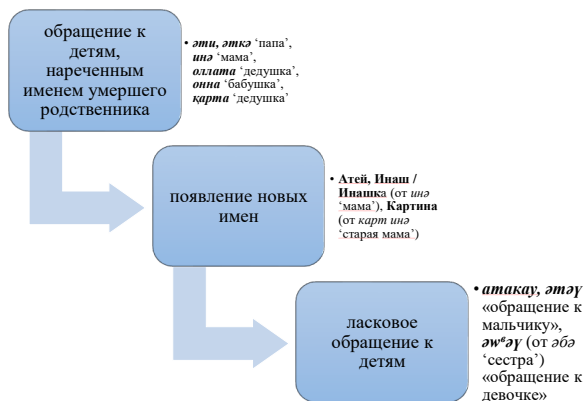 обращение к
детям,
нареченным
именем умершего
родственника
• әти, әткә ‘папа’,
инә ‘мама’,
оллата ‘дедушка’,
онна ‘бабушка’,
қарта ‘дедушка’
появление новых
имен
• Атей, Инаш /
Инашка (от инә
‘мама’), Картина
(от карт инә
‘старая мама’)
ласковое
обращение к
детям
• атакау, әтәү
«обращение к
мальчику»,
әwᵉәү (от әбә
‘сестра’)
«обращение к
девочке»